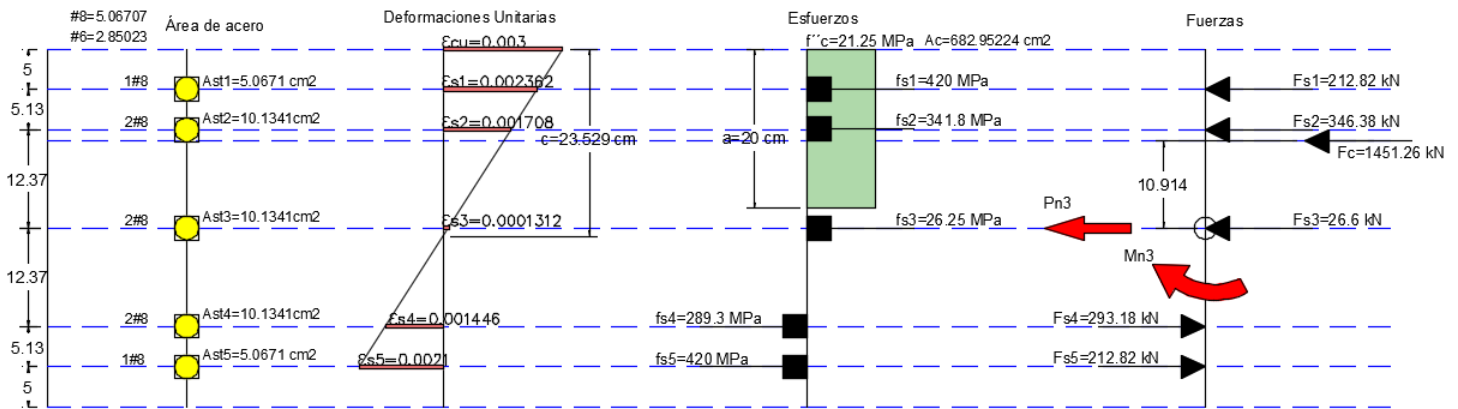 #8=5.06707
#6=2.85023
Área de acero
Deformaciones Unitarias
Esfuerzos
Fuerzas
Ɛcu=0.003
f´´c=21.25 MPa
Ac=682.95224 cm2
5
1#8
Ast1=5.0671 cm2
Ɛs1=0.002362
fs1=420 MPa
Fs1=212.82 kN
5.13
2#8
Ast2=10.1341cm2
Ɛs2=0.001708
fs2=341.8 MPa
Fs2=346.38 kN
c=23.529 cm
a=20 cm
Fc=1451.26 kN
12.37
10.914
2#8
Ast3=10.1341cm2
Ɛs3=0.0001312
fs3=26.25 MPa
Pn3
Fs3=26.6 kN
Mn3
12.37
2#8
Ast4=10.1341cm2
Ɛs4=0.001446
fs4=289.3 MPa
Fs4=293.18 kN
5.13
1#8
Ast5=5.0671 cm2
Ɛs5=0.0021
fs5=420 MPa
Fs5=212.82 kN
5